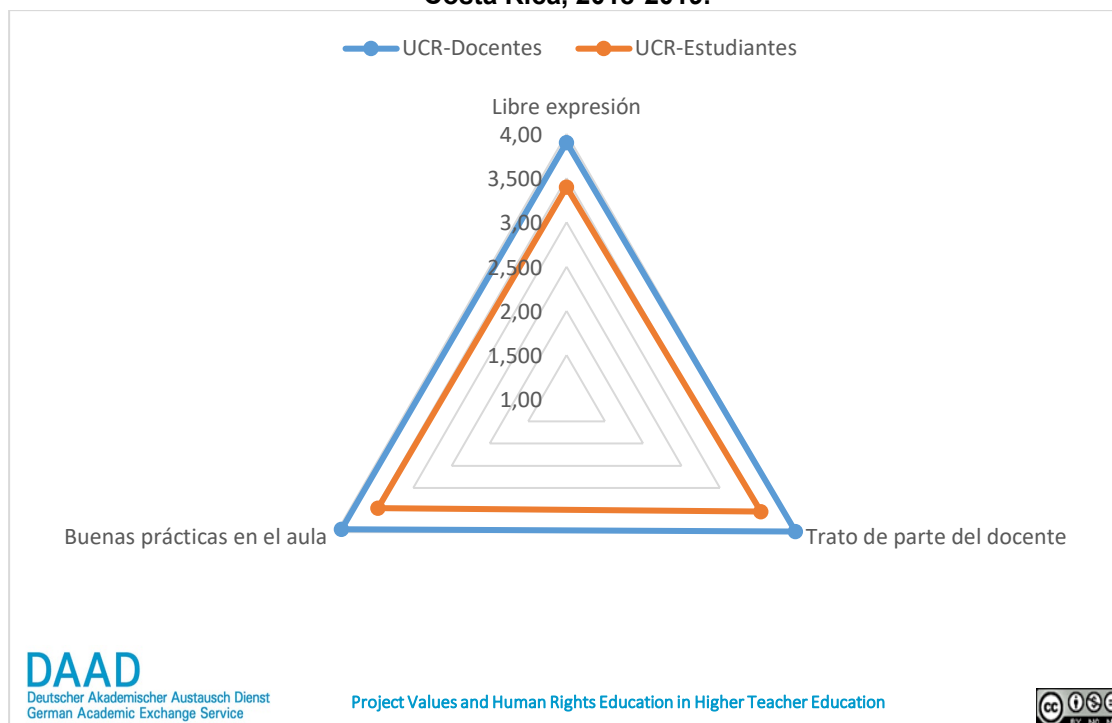 UCR-Docentes UCR-Estudiantes
Libre expresión
4,00
3,500
3,00
2,500
2,00
1,500
1,00
Buenas prácticas en el aula
Trato de parte del docente
DAAD
Deutscher Akademischer Austausch Dienst
German Academic Exchange Service
Project Values and Human Rights Education in Higher Teacher Education
cc